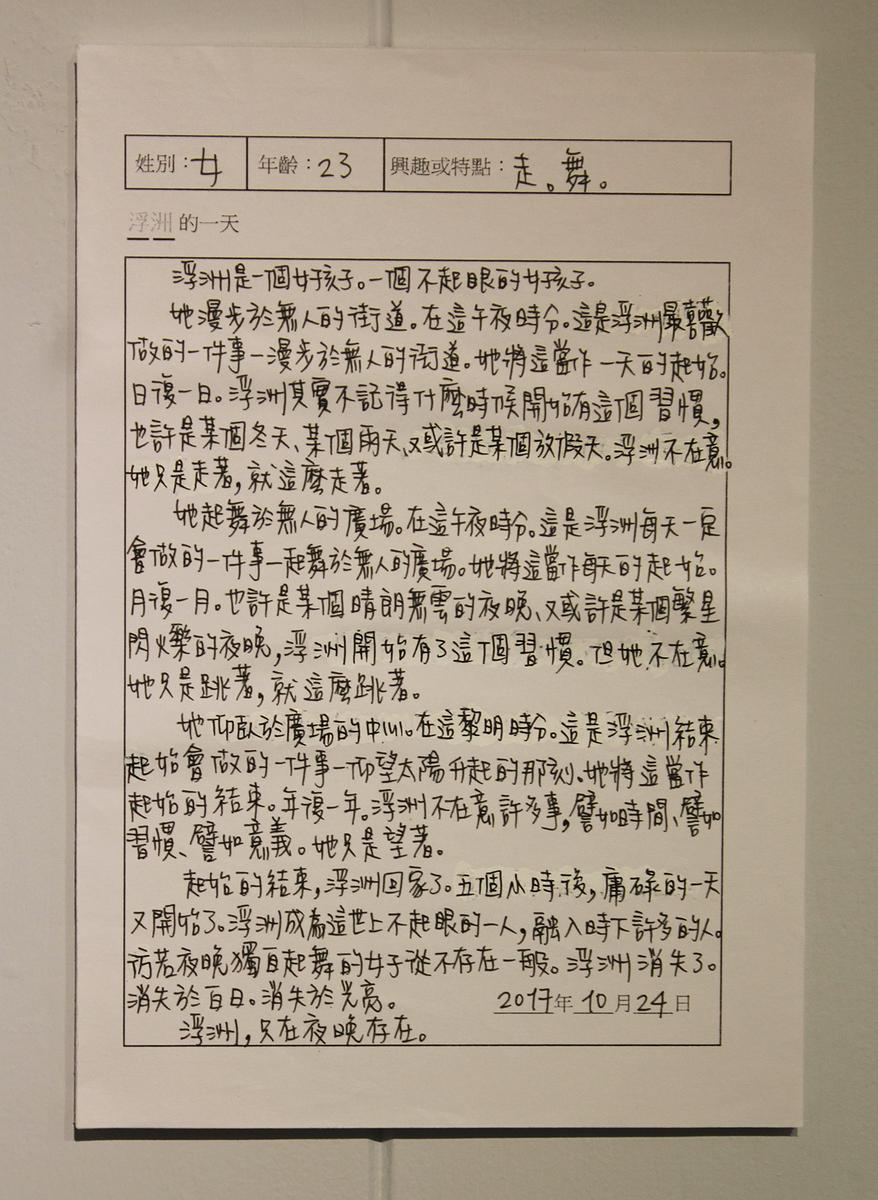 姓別：女 年齡：23 興趣或特點：走。舞。
浮洲的一天
浮洲是一個女孩子。一個不起眼的女孩子。
她漫步於無人的街道。在這午夜時分。這是浮洲最喜歡
做的一件事—漫步於無人的街道。她將這當作一天的起始。
日復一日。浮洲其實不記得什麼時候開始有這個習慣，
也許是某個冬天、某個雨天、又或許是某個放假天。浮洲不在意。
她只是走著，就這麼走著。
她起舞於無人的廣場。在這午夜時分。這是浮洲每天一定
會做的一件事—起舞於無人的廣場。她將這當作每天的起始。
月復一月。也許是某個晴朗無雲的夜晚、又或許是某個繁星
閃爍的夜晚，浮洲開始有了這個習慣。但她不在意。
她只是跳著，就這麼跳著。
她仰臥於廣場的中心。在這黎明時分。這是浮洲結束
起始會做的一件事—仰望太陽升起的那刻。她將這當作
起始的結束。年復一年。浮洲不在意許多事，譬如時間、譬如
習慣、譬如意義。她只是望著。
起始的結束，浮洲回家了。五個小時後，庸碌的一天
又開始了。浮洲成為這世上不起眼的一人，融入時下許多的人。
彷若夜晚獨自起舞的女子從不存在一般。浮洲消失了。
消失於白日。消失於光亮。
2017年10月24日
浮洲，只在夜晚存在。